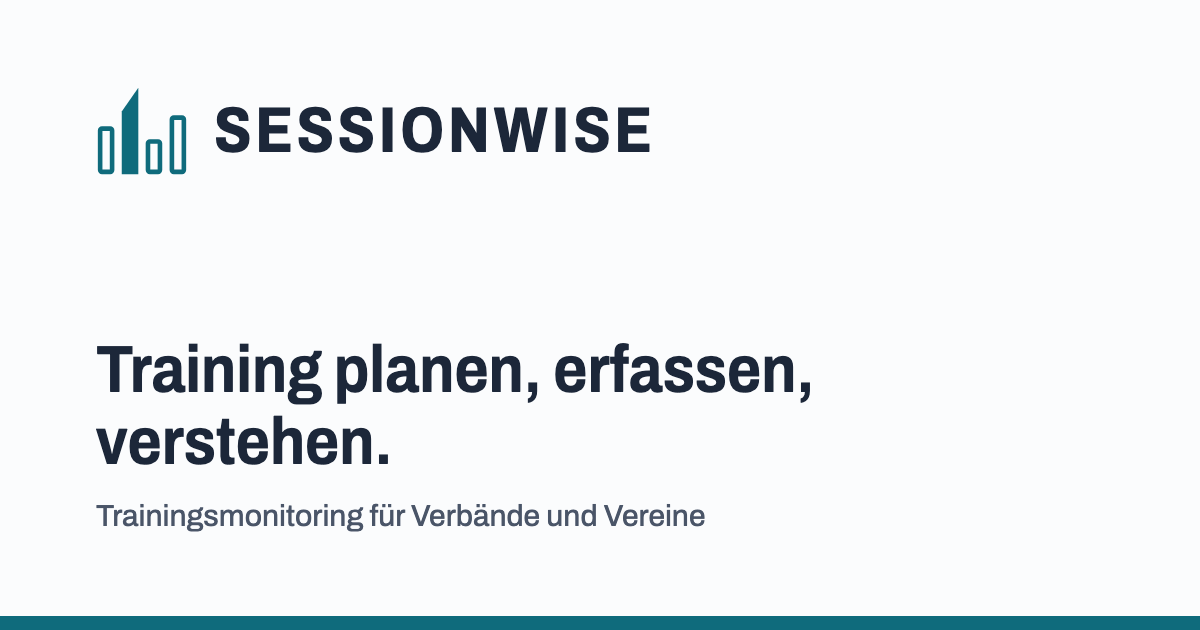 SESSIONWISE
Training planen, erfassen,
verstehen.
Trainingsmonitoring für Verbände und Vereine